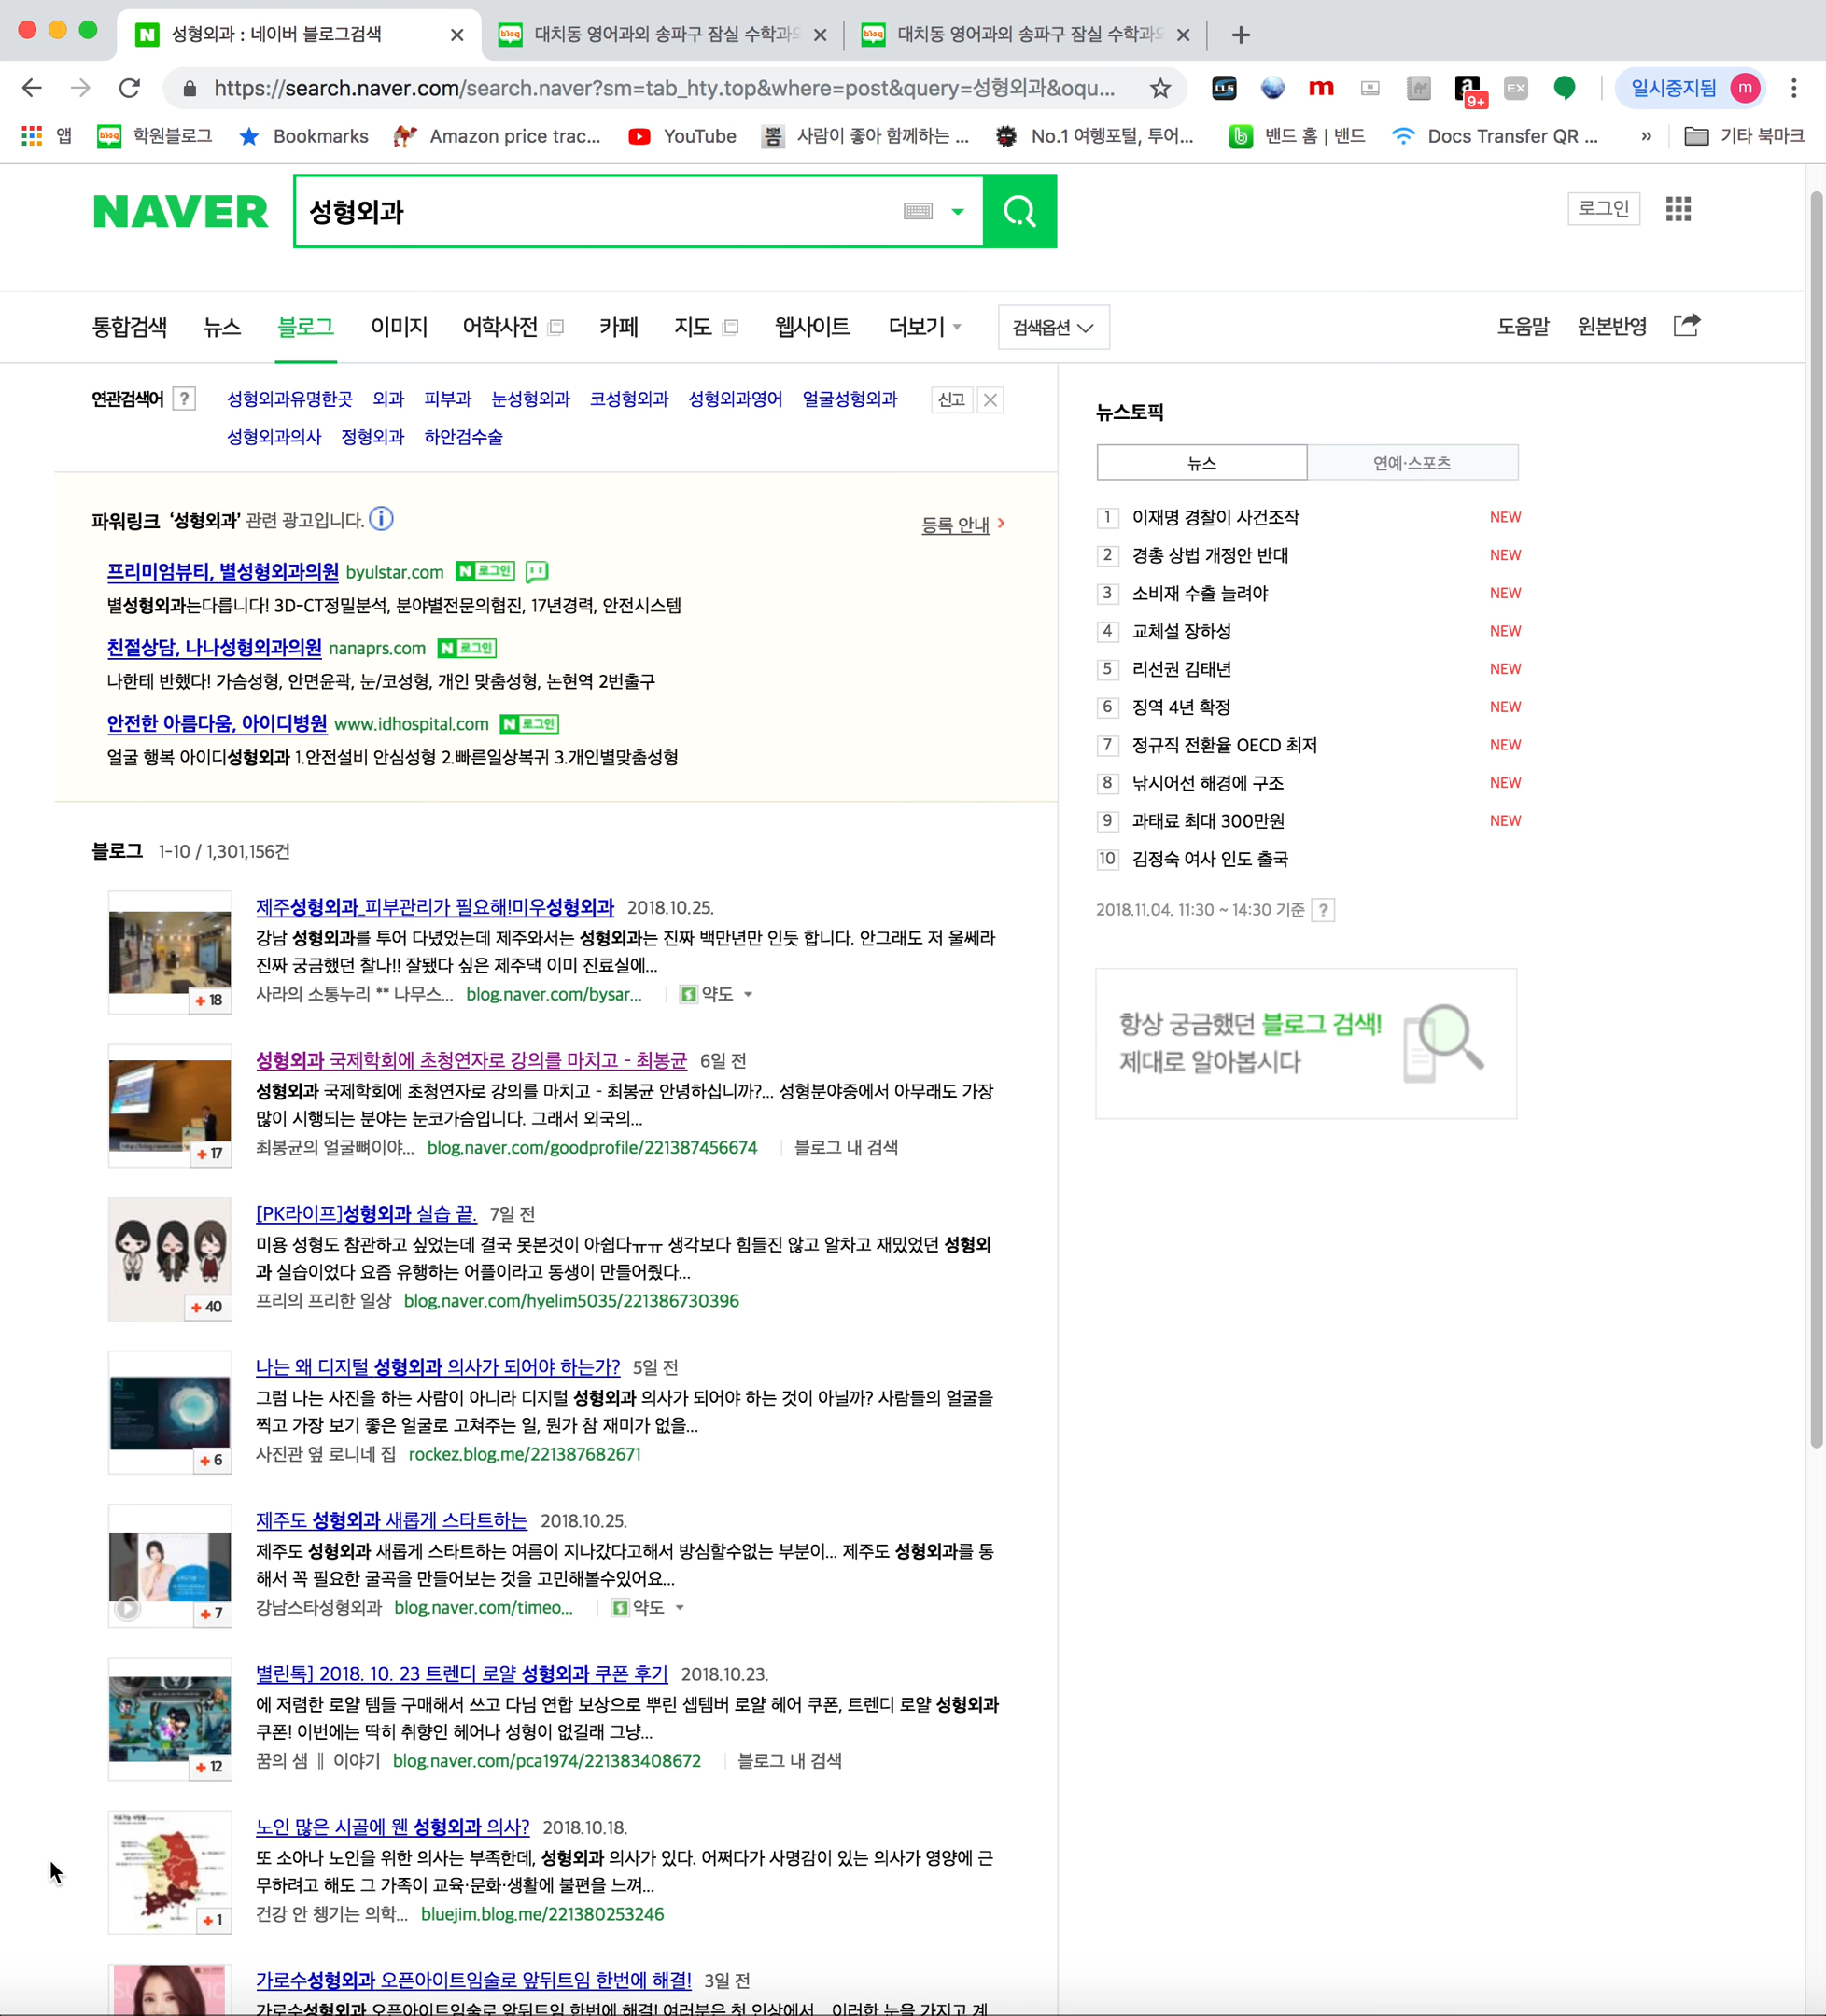 성형외과 : 네이버 블로그검색
대치동 영어과외 송파구 잠실 수학과외
대치동 영어과외 송파구 잠실 수학과외
https://search.naver.com/search.naver?sm=tab_hty.top&where=post&query=성형외과&oqu...
일시중지됨 m
앱 학원블로그 Bookmarks Amazon price trac... YouTube 사람이 좋아 함께하는 ... No.1 여행포털, 투어... 밴드 홈 | 밴드 Docs Transfer QR ... » 기타 북마크
NAVER 성형외과 로그인
통합검색 뉴스 블로그 이미지 어학사전 카페 지도 웹사이트 더보기 검색옵션 도움말 원본반영
연관검색어 ? 성형외과유명한곳 외과 피부과 눈성형외과 코성형외과 성형외과영어 얼굴성형외과 신고
성형외과의사 정형외과 하안검수술
파워링크 ‘성형외과’ 관련 광고입니다. 등록 안내
프리미엄뷰티, 별성형외과의원 byulstar.com N 로그인
별성형외과는다릅니다! 3D-CT정밀분석, 분야별전문의협진, 17년경력, 안전시스템
친절상담, 나나성형외과의원 nanaprs.com N 로그인
나한테 반했다! 가슴성형, 안면윤곽, 눈/코성형, 개인 맞춤성형, 논현역 2번출구
안전한 아름다움, 아이디병원 www.idhospital.com N 로그인
얼굴 행복 아이디성형외과 1.안전설비 안심성형 2.빠른일상복귀 3.개인별맞춤성형
블로그 1-10 / 1,301,156건
제주성형외과_피부관리가 필요해!미우성형외과 2018.10.25.
강남 성형외과를 투어 다녔었는데 제주와서는 성형외과는 진짜 백만년만 인듯 합니다. 안그래도 저 울쎄라
진짜 궁금했던 찰나!! 잘됐다 싶은 제주댁 이미 진료실에...
사라의 소통누리 ** 나무스... blog.naver.com/bysar... 약도
+18
성형외과 국제학회에 초청연자로 강의를 마치고 - 최봉균 6일 전
성형외과 국제학회에 초청연자로 강의를 마치고 - 최봉균 안녕하십니까?... 성형분야중에서 아무래도 가장
많이 시행되는 분야는 눈코가슴입니다. 그래서 외국의...
최봉균의 얼굴뼈이야... blog.naver.com/goodprofile/221387456674 블로그 내 검색
+17
[PK라이프]성형외과 실습 끝. 7일 전
미용 성형도 참관하고 싶었는데 결국 못본것이 아쉽다ㅠㅠ 생각보다 힘들진 않고 알차고 재밌었던 성형외
과 실습이었다 요즘 유행하는 어플이라고 동생이 만들어줬다...
프리의 프리한 일상 blog.naver.com/hyelim5035/221386730396
+40
나는 왜 디지털 성형외과 의사가 되어야 하는가? 5일 전
그럼 나는 사진을 하는 사람이 아니라 디지털 성형외과 의사가 되어야 하는 것이 아닐까? 사람들의 얼굴을
찍고 가장 보기 좋은 얼굴로 고쳐주는 일, 뭔가 참 재미가 없을...
사진관 옆 로니네 집 rockez.blog.me/221387682671
+6
제주도 성형외과 새롭게 스타트하는 2018.10.25.
제주도 성형외과 새롭게 스타트하는 여름이 지나갔다고해서 방심할수없는 부분이... 제주도 성형외과를 통
해서 꼭 필요한 굴곡을 만들어보는 것을 고민해볼수있어요...
강남스타성형외과 blog.naver.com/timeo... 약도
+7
별린톡] 2018. 10. 23 트렌디 로얄 성형외과 쿠폰 후기 2018.10.23.
에 저렴한 로얄 템들 구매해서 쓰고 다님 연합 보상으로 뿌린 셉템버 로얄 헤어 쿠폰, 트렌디 로얄 성형외과
쿠폰! 이번에는 딱히 취향인 헤어나 성형이 없길래 그냥...
꿈의 샘 ‖ 이야기 blog.naver.com/pca1974/221383408672 블로그 내 검색
+12
노인 많은 시골에 웬 성형외과 의사? 2018.10.18.
또 소아나 노인을 위한 의사는 부족한데, 성형외과 의사가 있다. 어쩌다가 사명감이 있는 의사가 영양에 근
무하려고 해도 그 가족이 교육·문화·생활에 불편을 느껴...
건강 안 챙기는 의학... bluejim.blog.me/221380253246
+1
가로수성형외과 오픈아이트임술로 앞뒤트임 한번에 해결! 3일 전
가로수성형외과 오픈아이트임술로 앞뒤트임 한번에 해결! 여러분은 첫 인상에서... 이러한 눈을 가지고 계
뉴스토픽
뉴스 연예·스포츠
1 이재명 경찰이 사건조작 NEW
2 경총 상법 개정안 반대 NEW
3 소비재 수출 늘려야 NEW
4 교체설 장하성 NEW
5 리선권 김태년 NEW
6 징역 4년 확정 NEW
7 정규직 전환율 OECD 최저 NEW
8 낚시어선 해경에 구조 NEW
9 과태료 최대 300만원 NEW
10 김정숙 여사 인도 출국
2018.11.04. 11:30 ~ 14:30 기준 ?
항상 궁금했던 블로그 검색!
제대로 알아봅시다